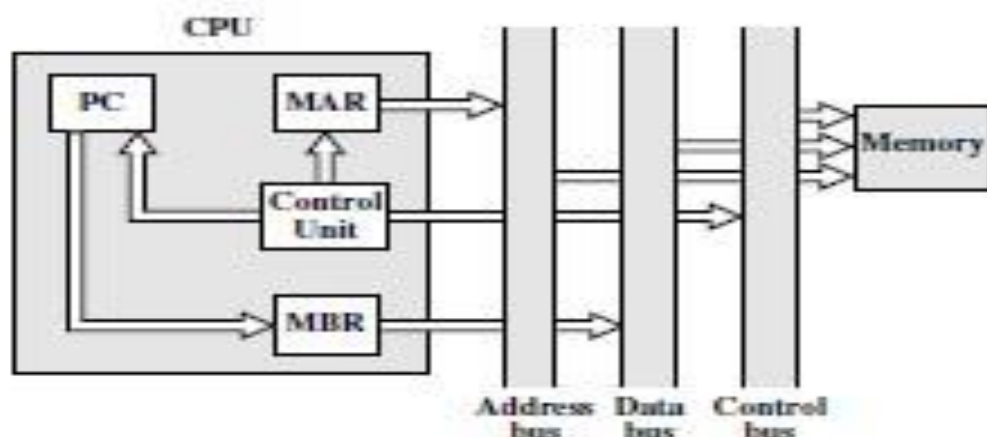 CPU
PC
MAR
Memory
Control
Unit
MBR
Address Data Control
bus bus bus